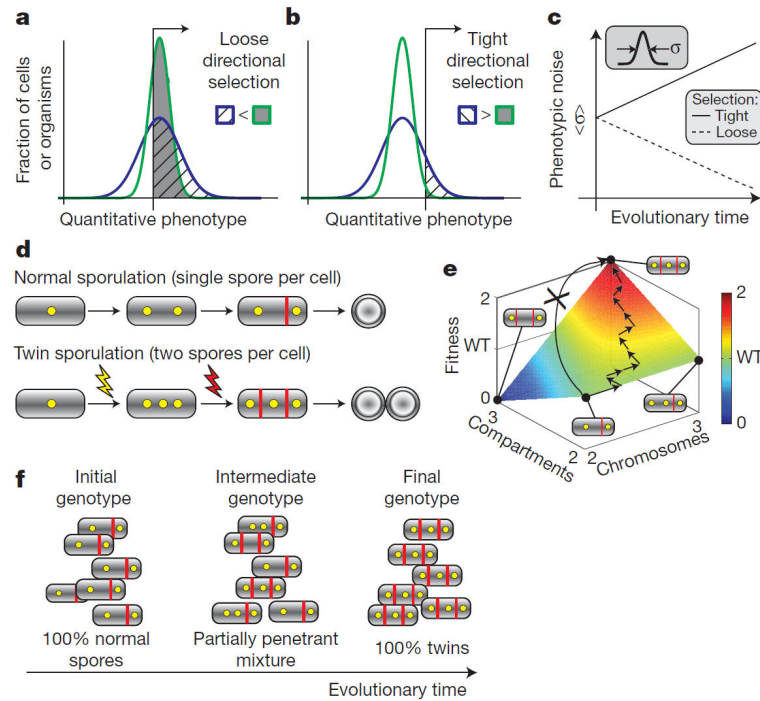 a
Fraction of cells
or organisms
Loose
directional
selection
<
Quantitative phenotype
b
Tight
directional
selection
>
Quantitative phenotype
c
σ
Phenotypic noise
<σ>
Selection:
Tight
Loose
Evolutionary time
d
Normal sporulation (single spore per cell)
Twin sporulation (two spores per cell)
e
Fitness
2
WT
0
3
Compartments
2
2
Chromosomes
3
X
2
WT
0
f
Initial
genotype
Intermediate
genotype
Final
genotype
100% normal
spores
Partially penetrant
mixture
100% twins
Evolutionary time